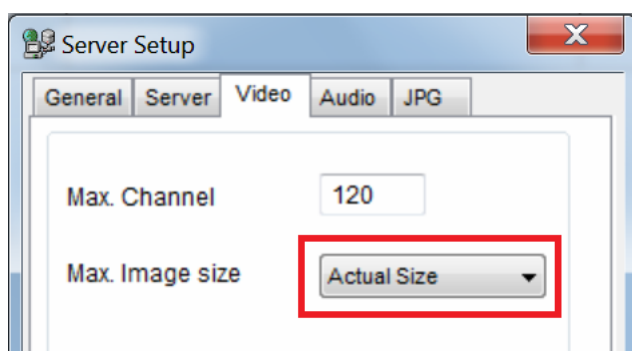 Server Setup
X
General Server Video Audio JPG
Max. Channel 120
Max. Image size Actual Size